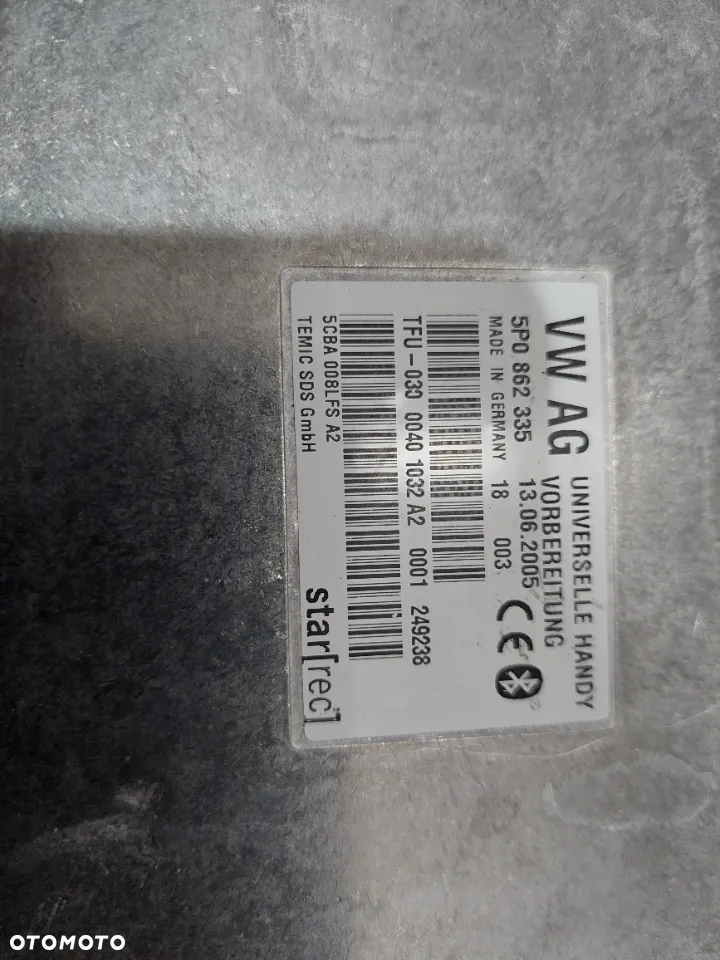 VW AG UNIVERSELLE HANDY
VORBEREITUNG
5P0 862 335 13.06.2005
MADE IN GERMANY 18 003
CE
TFU-030 0040 1032 A2 0001 249238
5CBA 008LFS A2
TEMIC SDS GmbH
star[rec]
OTOMOTO